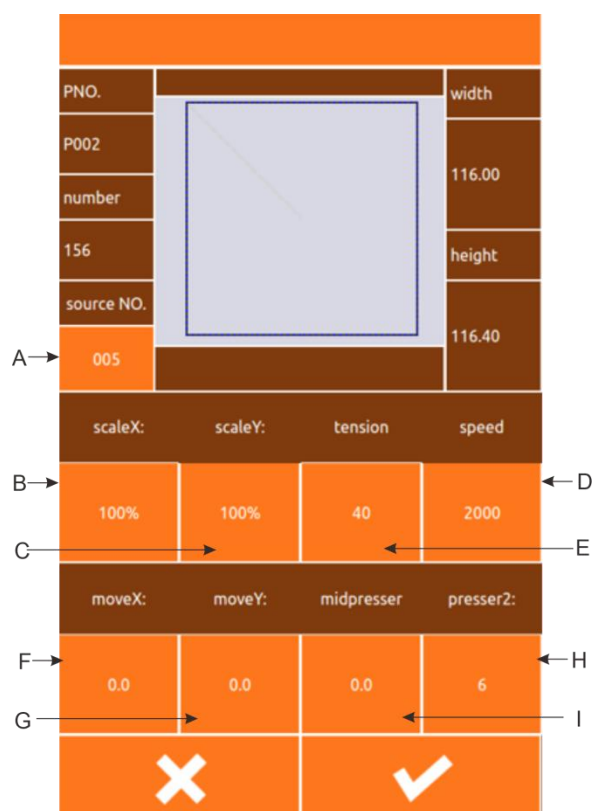 PNO.
width
P002
116.00
number
156
height
source NO.
116.40
A
005
scaleX: scaleY: tension speed
B
D
100% 100% 40 2000
C
E
moveX: moveY: midpresser presser2:
F
H
0.0 0.0 0.0 6
G
I